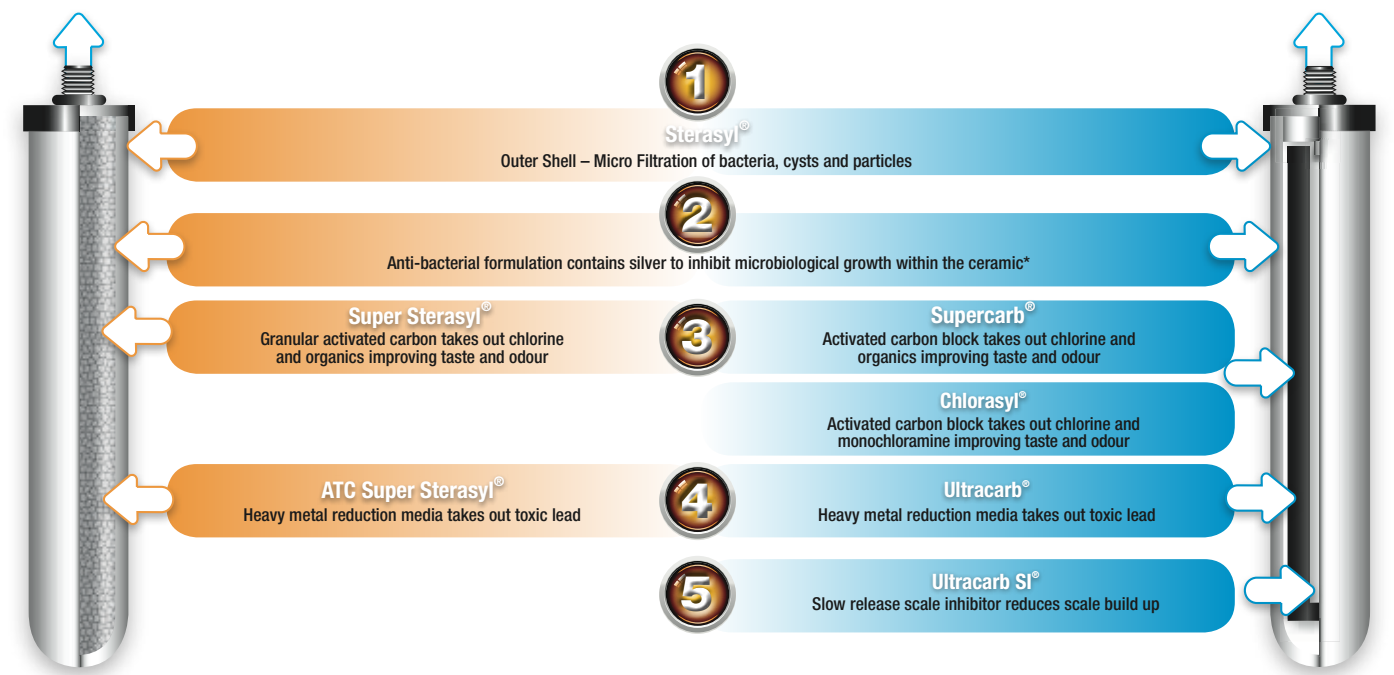 1
Sterasyl®
Outer Shell – Micro Filtration of bacteria, cysts and particles
2
Anti-bacterial formulation contains silver to inhibit microbiological growth within the ceramic*
Super Sterasyl®
Granular activated carbon takes out chlorine
and organics improving taste and odour
3
Supercarb®
Activated carbon block takes out chlorine and
organics improving taste and odour
Chlorasyl®
Activated carbon block takes out chlorine and
monochloramine improving taste and odour
ATC Super Sterasyl®
Heavy metal reduction media takes out toxic lead
4
Ultracarb®
Heavy metal reduction media takes out toxic lead
5
Ultracarb SI®
Slow release scale inhibitor reduces scale build up